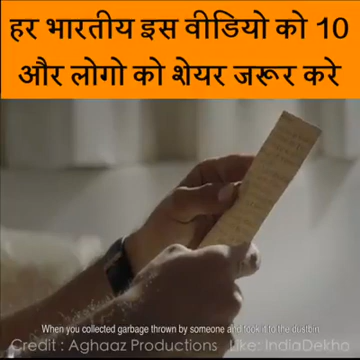 हर भारतीय इस वीडियो को 10
और लोगो को शेयर जरूर करे
When you collected garbage thrown by someone and took it to the dustbin
Credit : Aghaaz Productions Like: IndiaDekho